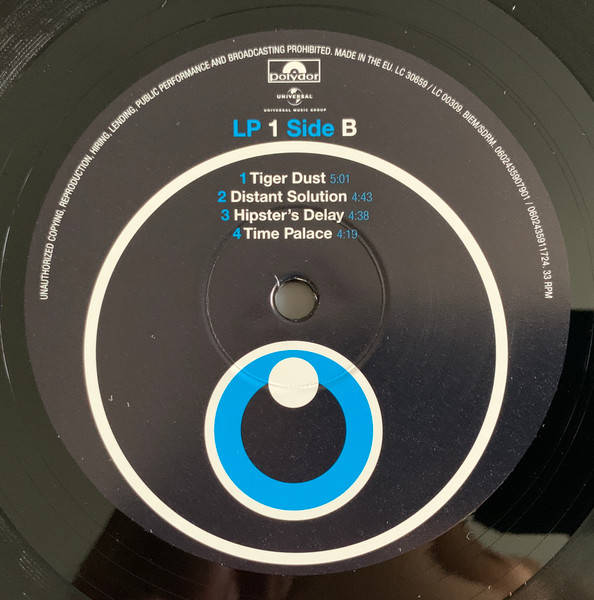 UNAUTHORIZED COPYING, REPRODUCTION, HIRING, LENDING, PUBLIC PERFORMANCE AND BROADCASTING PROHIBITED. MADE IN THE EU. LC 30659 / LC 00309. BIEM/SDRM. 0602435907901 / 0602435911724. 33 RPM
Polydor
UNIVERSAL
UNIVERSAL MUSIC GROUP
LP 1 Side B
1 Tiger Dust 5:01
2 Distant Solution 4:43
3 Hipster's Delay 4:38
4 Time Palace 4:19